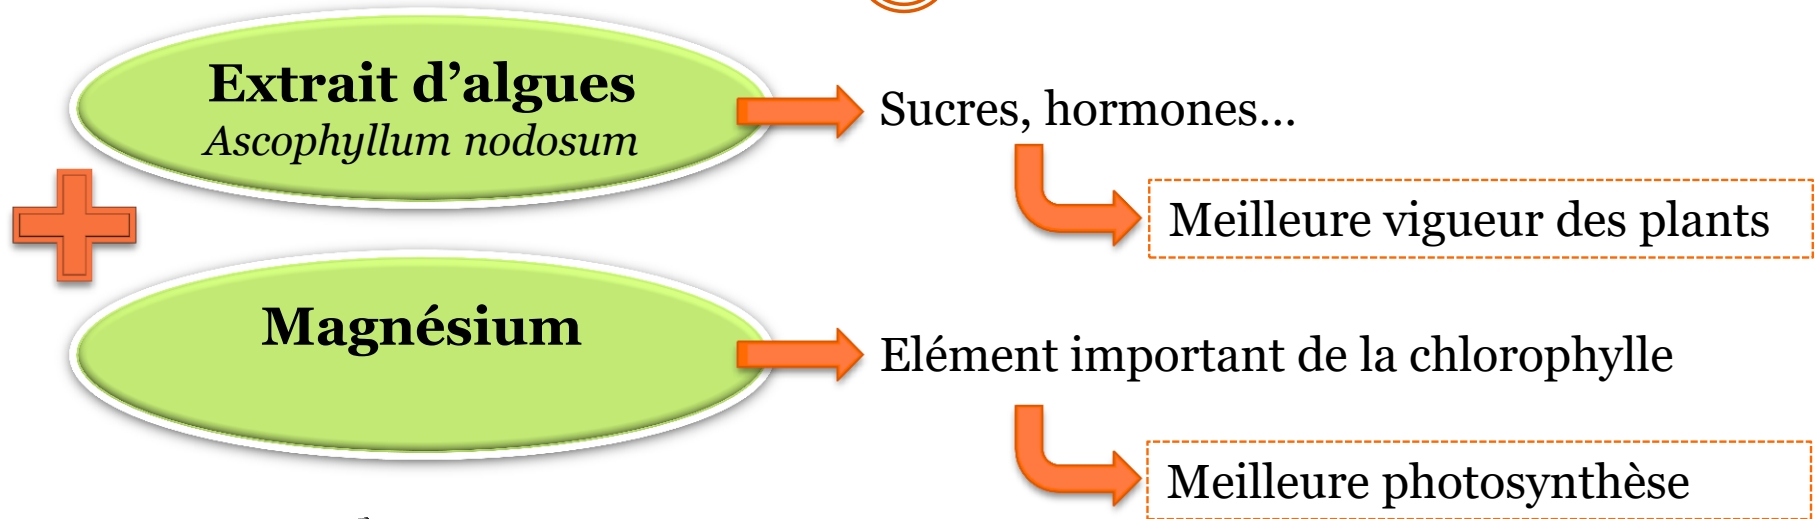 Extrait d’algues
Ascophyllum nodosum
Sucres, hormones...
Meilleure vigueur des plants
Magnésium
Elément important de la chlorophylle
Meilleure photosynthèse